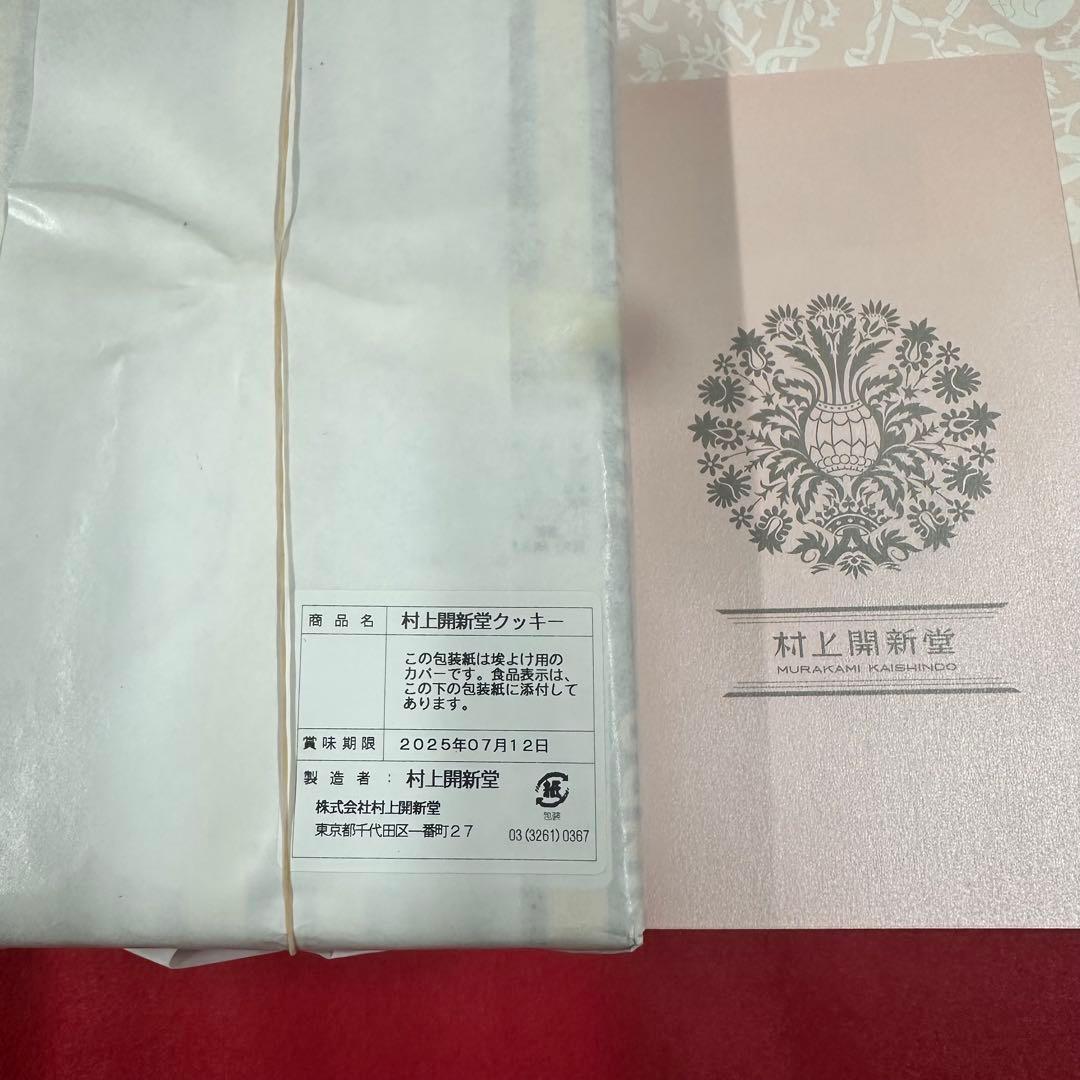 商品名 村上開新堂クッキー
この包装紙は埃よけ用の
カバーです。食品表示は、
この下の包装紙に添付して
あります。
賞味期限 2025年07月12日
製造者： 村上開新堂
株式会社村上開新堂
東京都千代田区一番町27
03(3261)0367
紙
包装
村上開新堂
MURAKAMI KAISHINDO